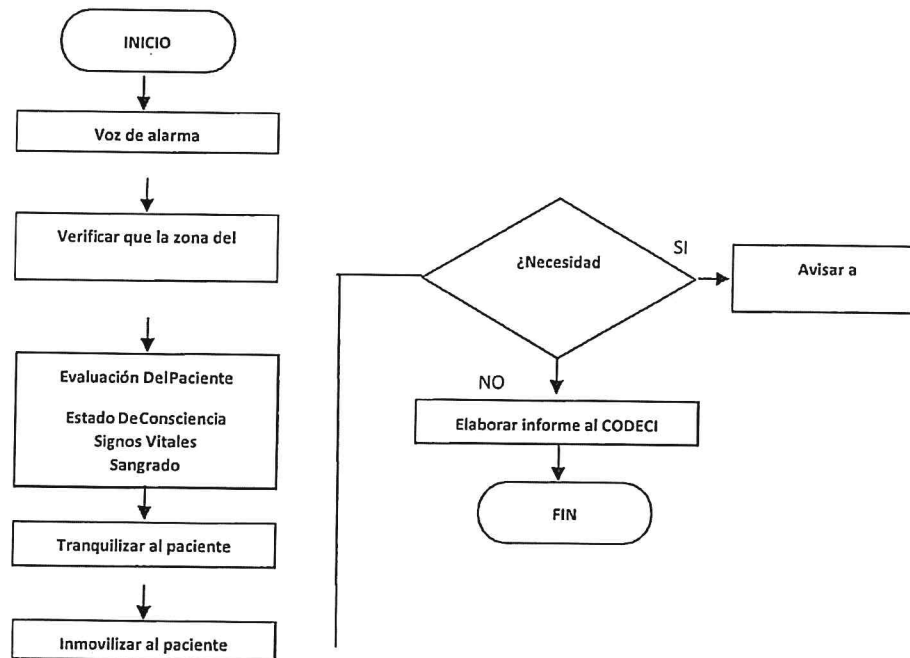 INICIO
Voz de alarma
Verificar que la zona del
Evaluación DelPaciente
Estado DeConsciencia
Signos Vitales
Sangrado
Tranquilizar al paciente
Inmovilizar al paciente
¿Necesidad
SI
Avisar a
NO
Elaborar informe al CODECI
FIN